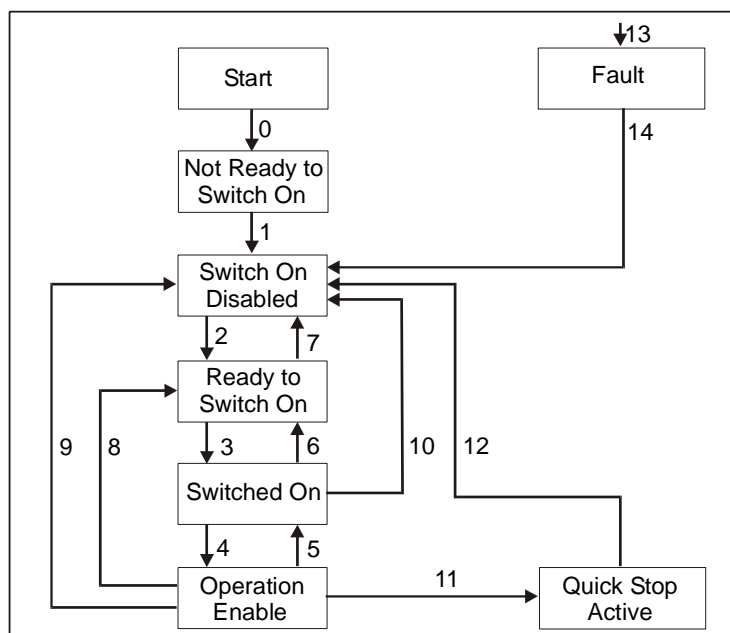 13
Start
Fault
0
14
Not Ready to
Switch On
1
Switch On
Disabled
2
7
Ready to
Switch On
9
8
3
6
10
12
Switched On
4
5
11
Operation
Enable
Quick Stop
Active